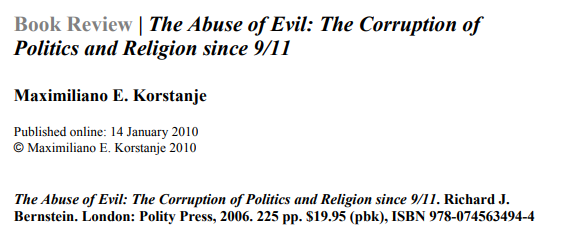 Book Review | The Abuse of Evil: The Corruption of
Politics and Religion since 9/11
Maximiliano E. Korstanje
Published online: 14 January 2010
© Maximiliano E. Korstanje 2010
The Abuse of Evil: The Corruption of Politics and Religion since 9/11. Richard J.
Bernstein. London: Polity Press, 2006. 225 pp. $19.95 (pbk), ISBN 978-074563494-4